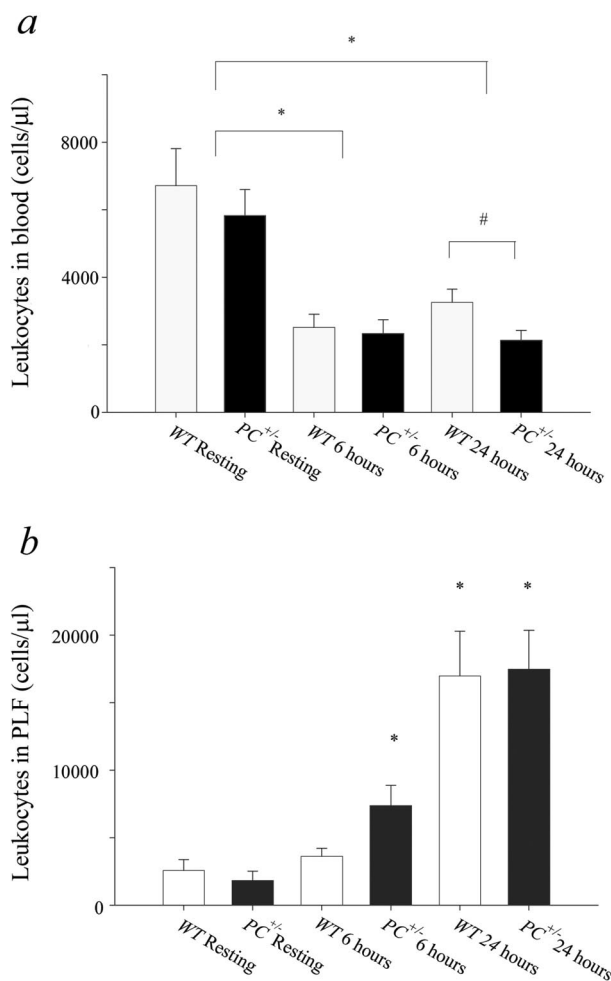 a
*
*
8000
#
4000
0
Leukocytes in blood (cells/µl)
WT Resting
PC+/- Resting
WT 6 hours
PC+/- 6 hours
WT 24 hours
PC+/- 24 hours
b
* *
20000
*
10000
0
Leukocytes in PLF (cells/µl)
WT Resting
PC+/- Resting
WT 6 hours
PC+/- 6 hours
WT 24 hours
PC+/- 24 hours